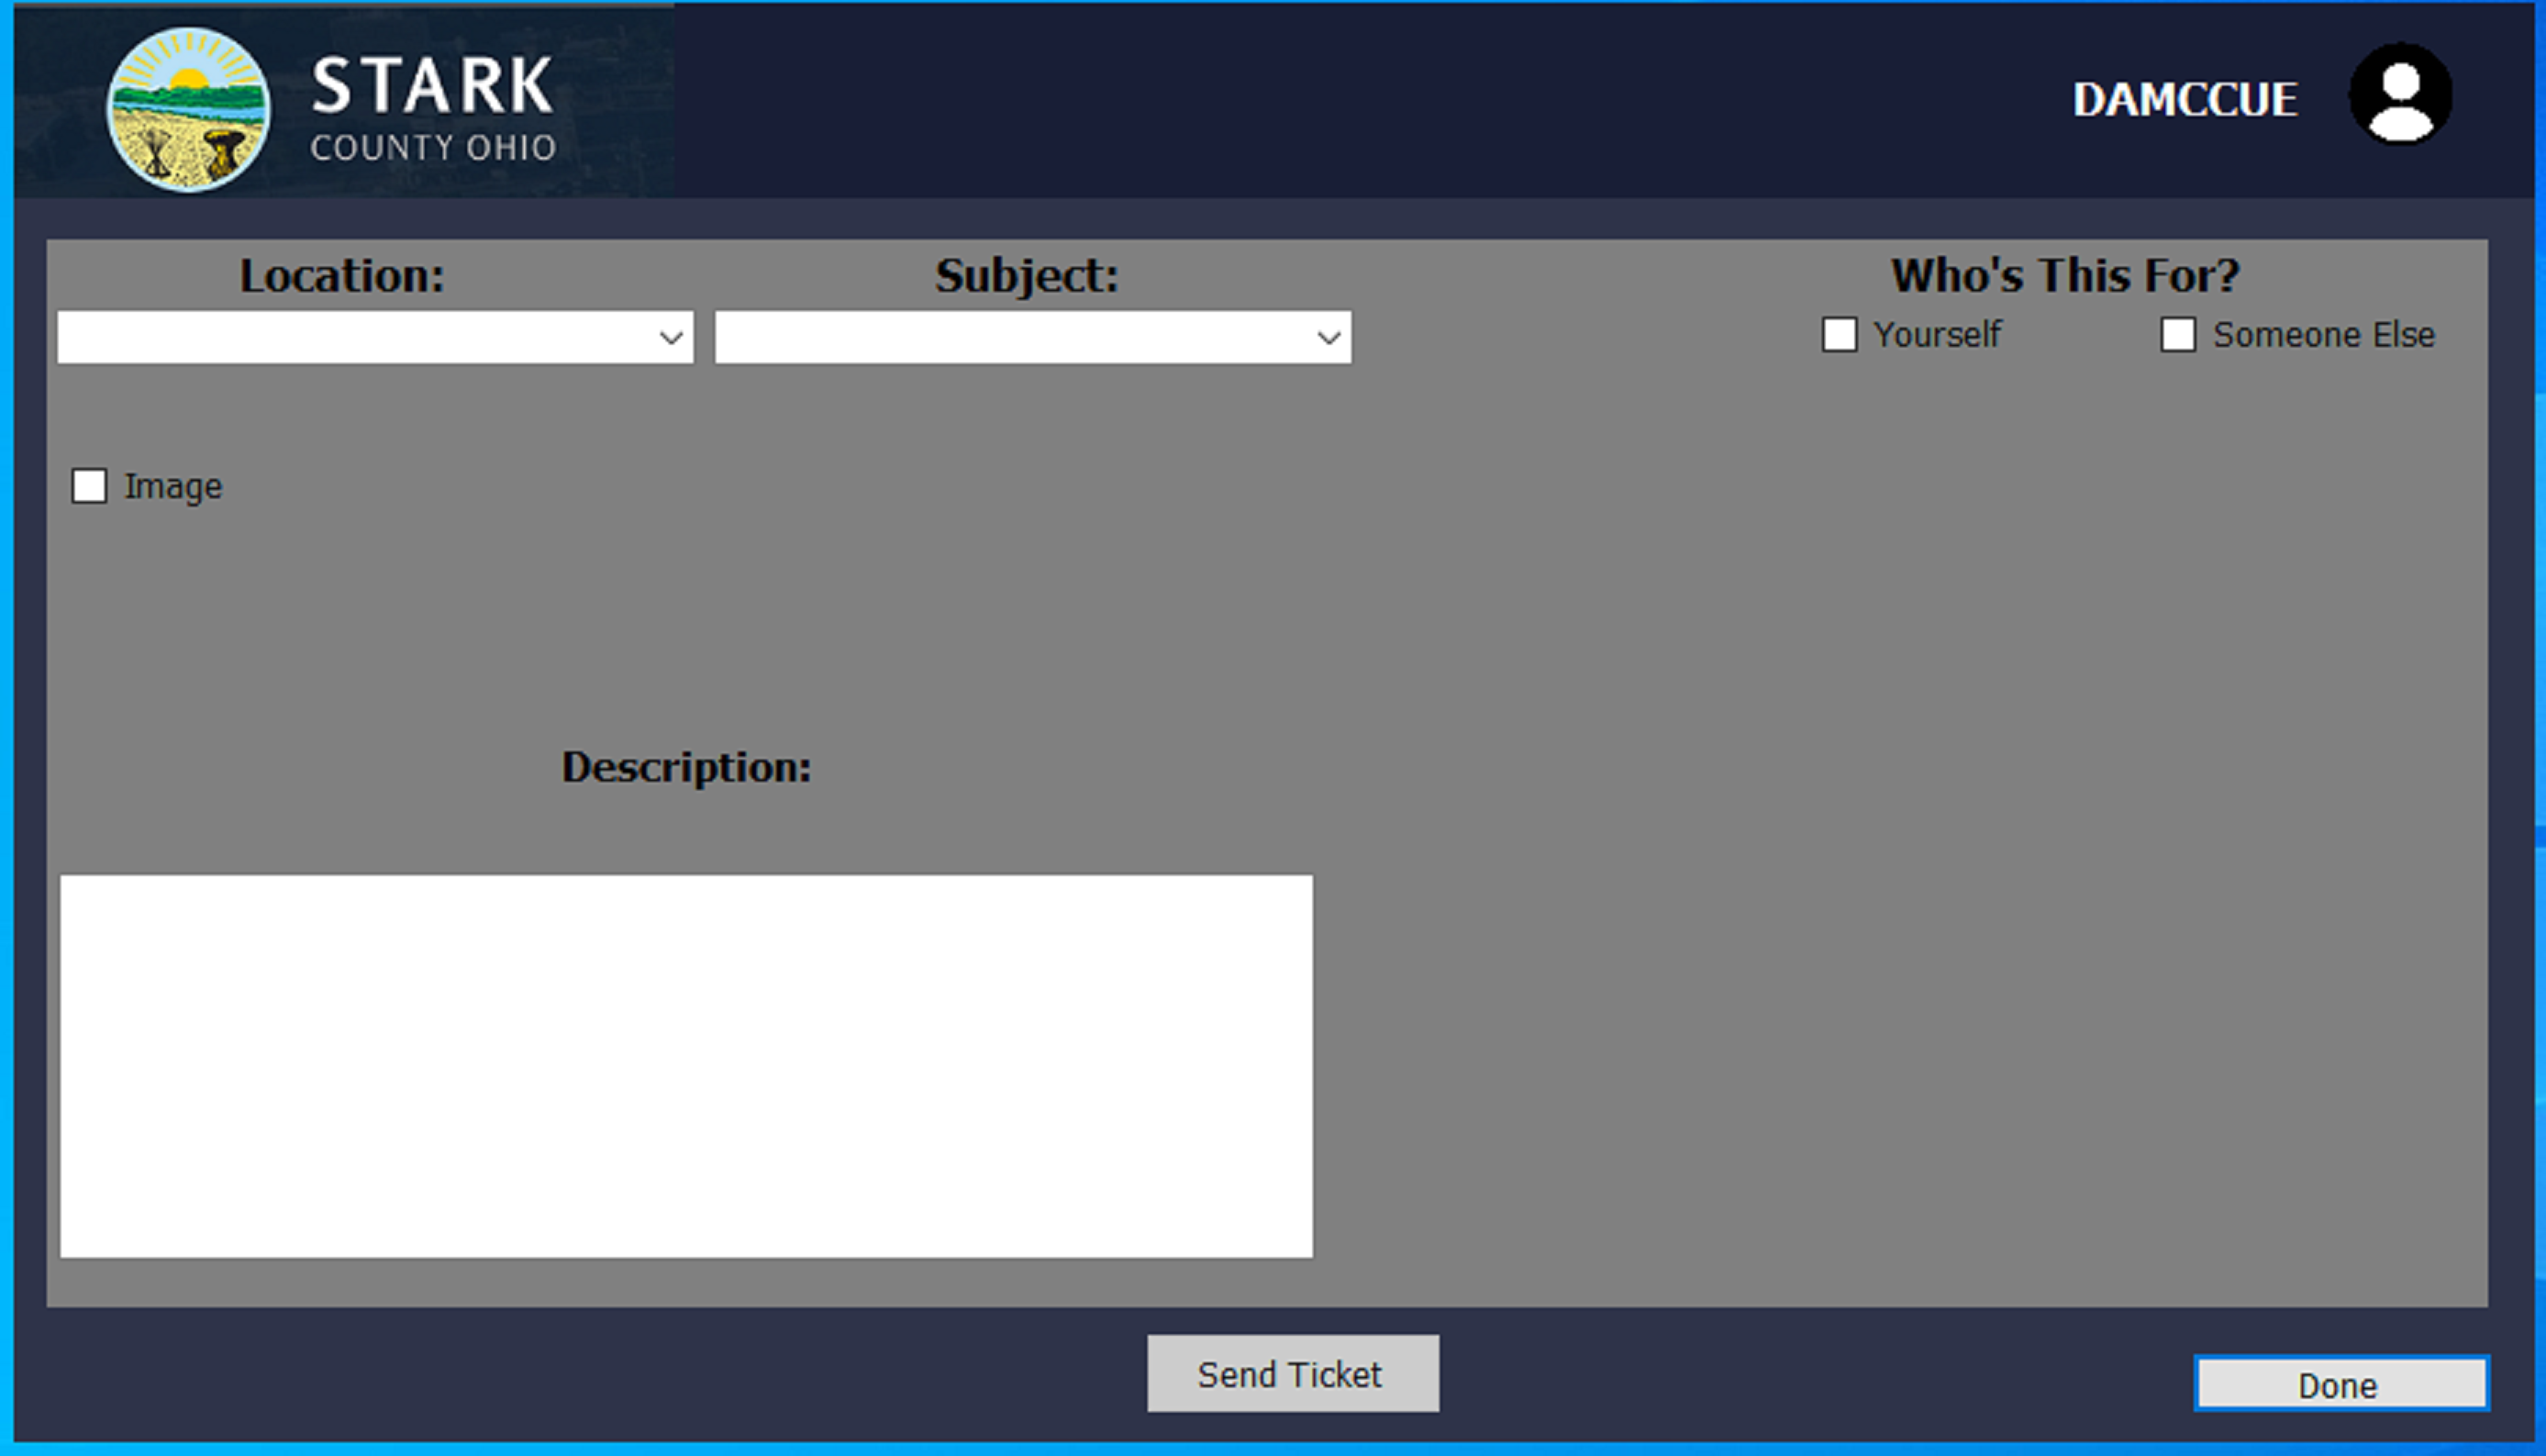 STARK
COUNTY OHIO
DAMCCUE
Location:
Subject:
Who's This For?
Yourself
Someone Else
Image
Description:
Send Ticket
Done